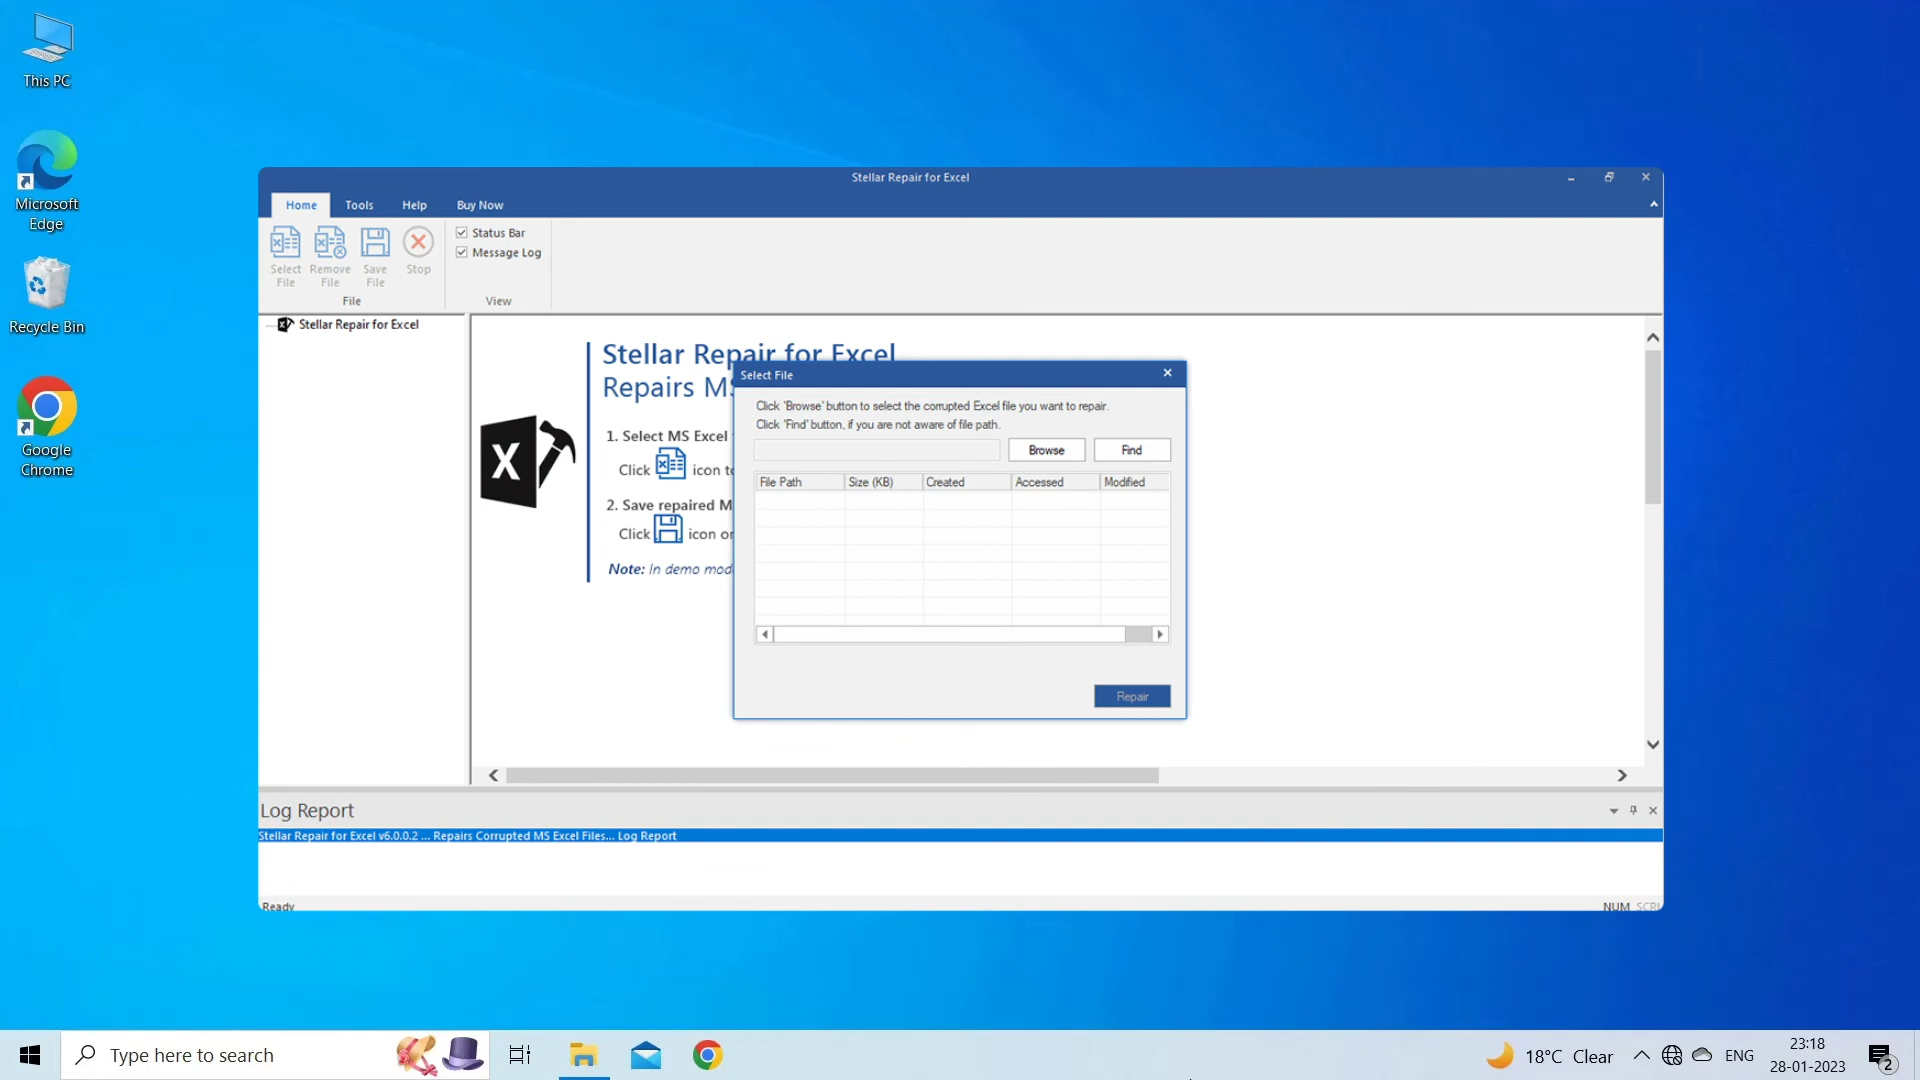 This PC
Microsoft
Edge
Recycle Bin
Google
Chrome
Stellar Repair for Excel
Home
Tools
Help
Buy Now
Select
File
Remove
File
Save
File
Stop
File
Status Bar
Message Log
View
Stellar Repair for Excel
Stellar Repair for Excel
Repairs MS
1. Select MS Excel
Click icon to
2. Save repaired M
Click icon or
Note: In demo mod
Select File
Click 'Browse' button to select the corrupted Excel file you want to repair.
Click 'Find' button, if you are not aware of file path.
Browse
Find
File Path
Size (KB)
Created
Accessed
Modified
Repair
Log Report
Stellar Repair for Excel v6.0.0.2 ... Repairs Corrupted MS Excel Files... Log Report
Ready
NUM SCRL
Type here to search
18°C Clear
ENG
23:18
28-01-2023
2